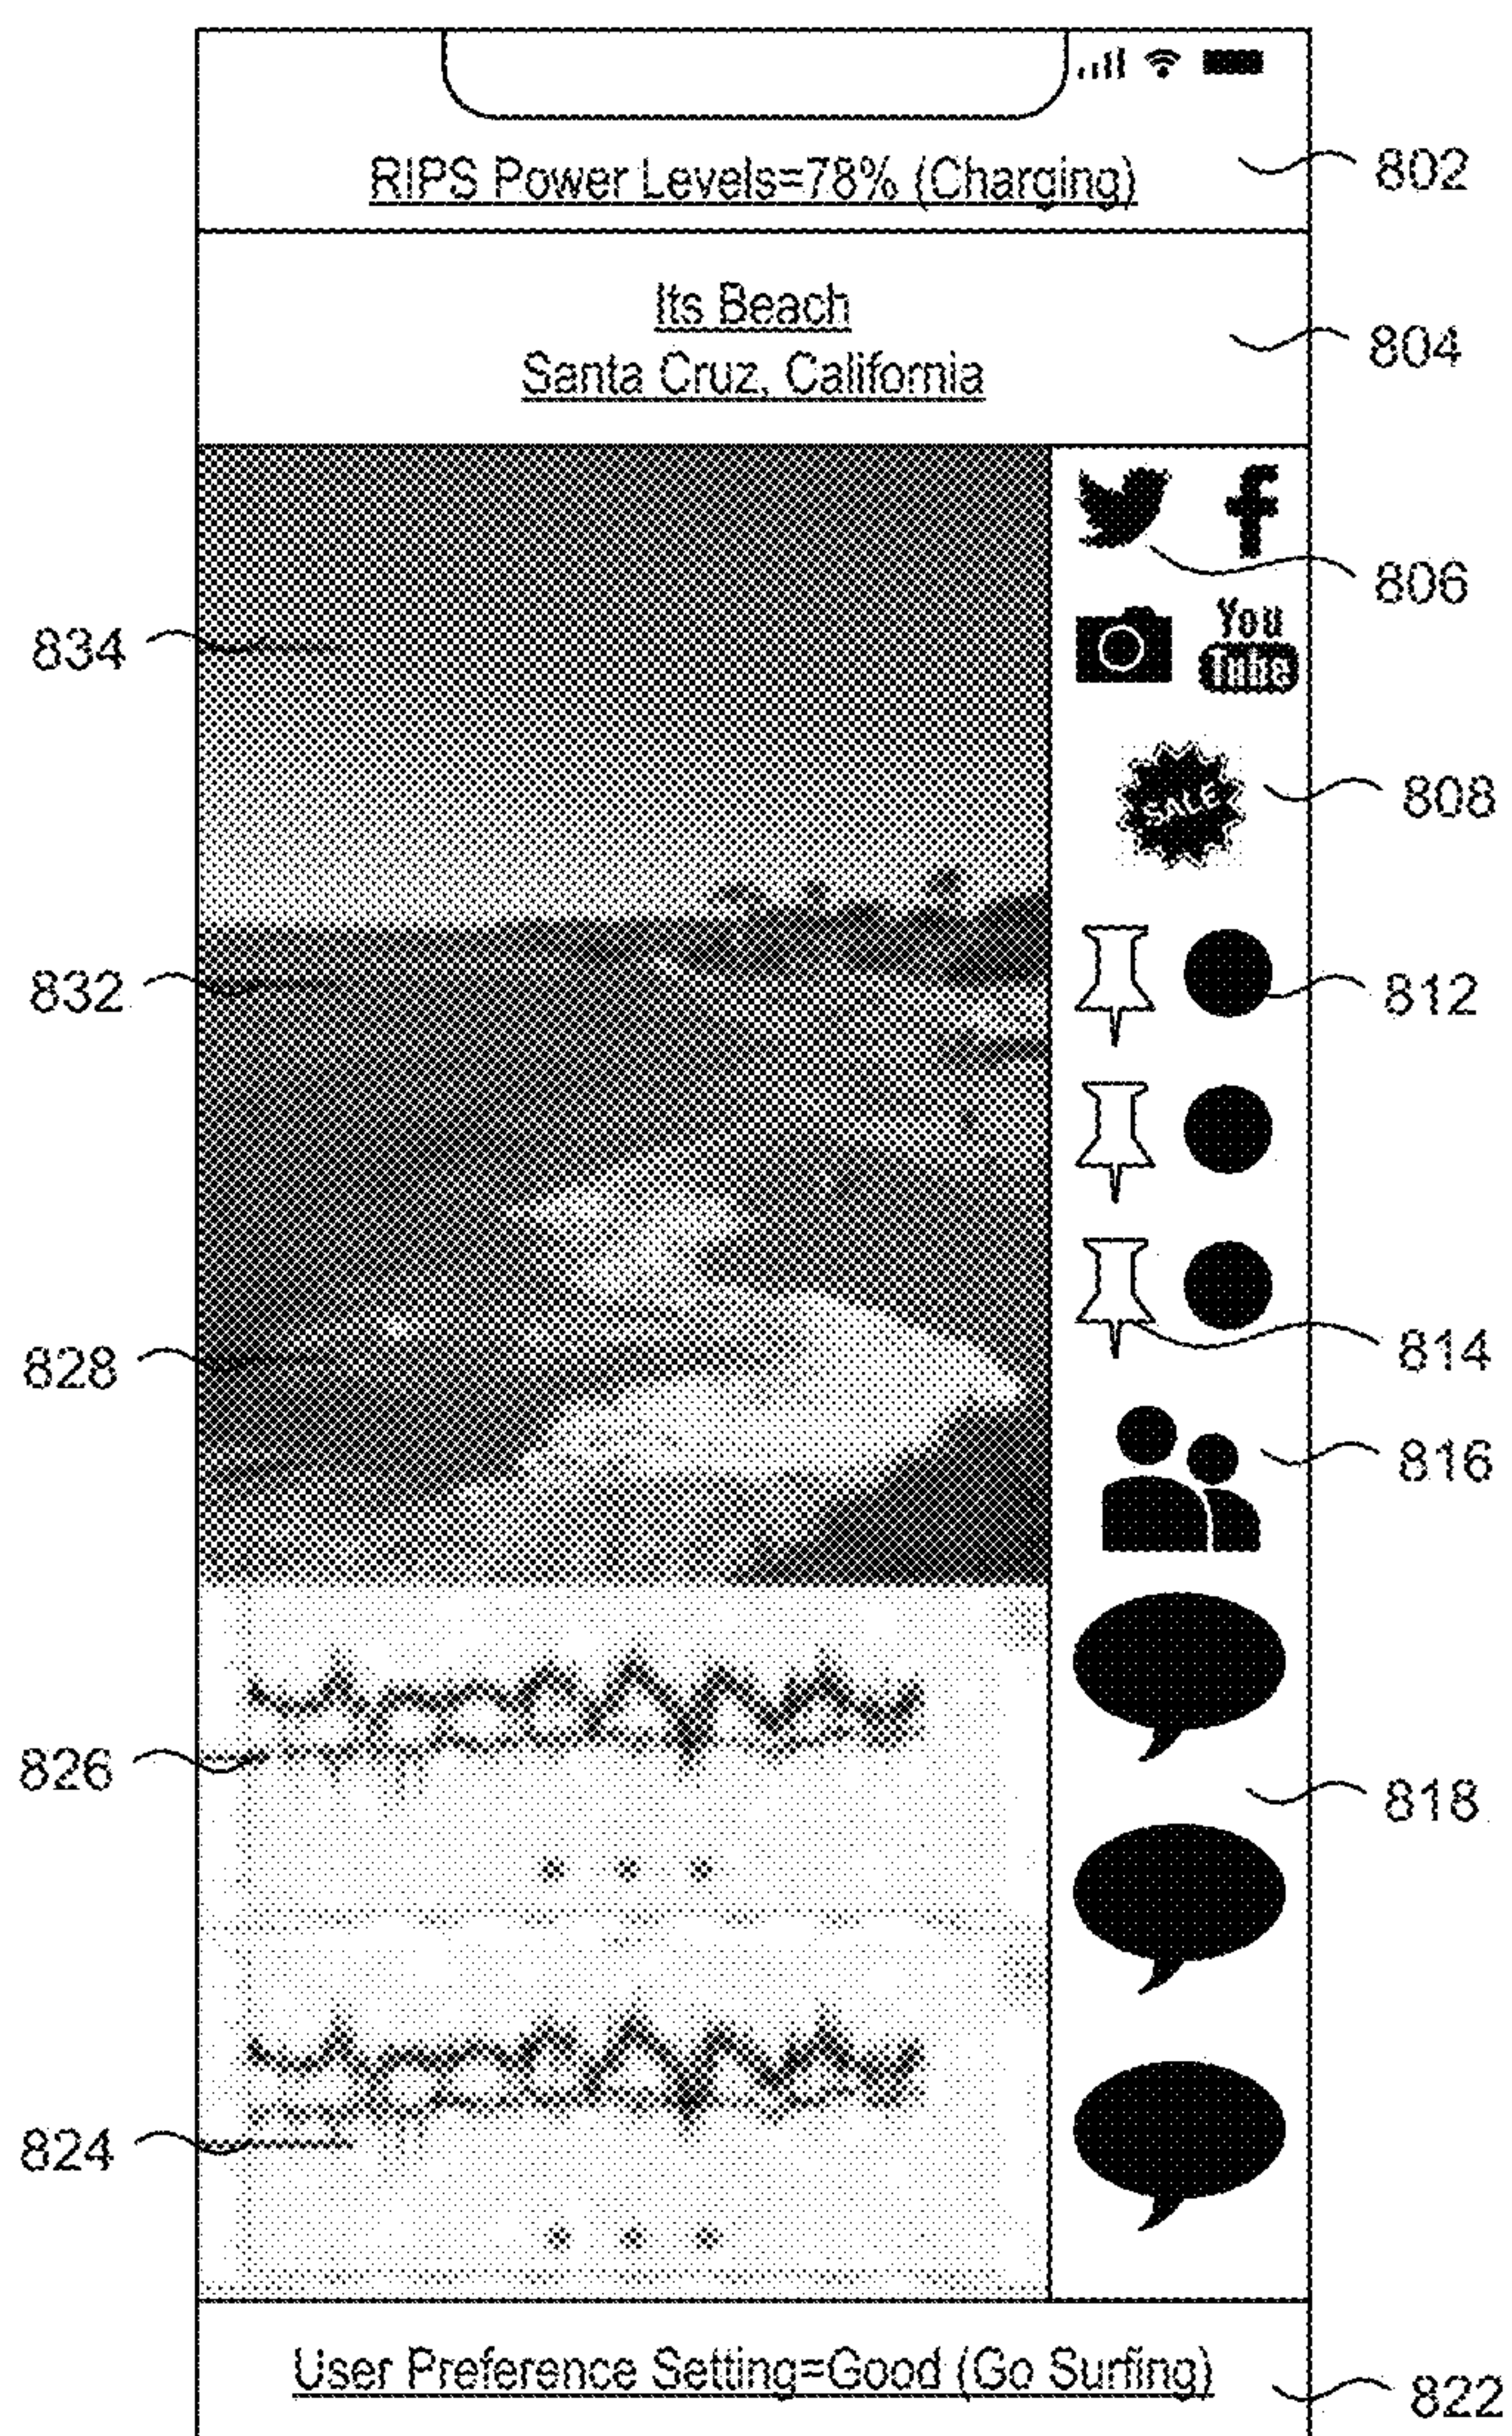 RIPS Power Levels=78% (Charging)
802
Its Beach
Santa Cruz, California
804
f
806
You
Tube
834
SALE
808
832
812
828
814
816
826
818
824
User Preference Setting=Good (Go Surfing)
822